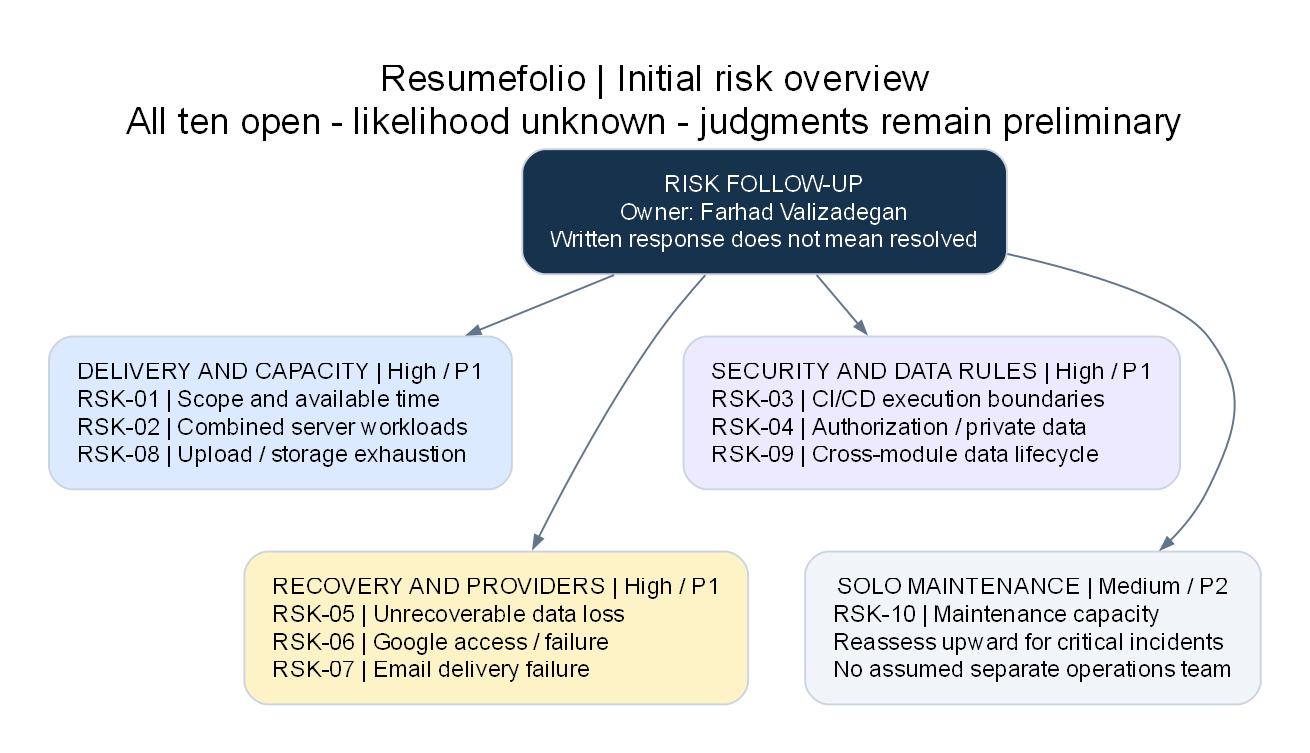 Resumefolio | Initial risk overview
All ten open - likelihood unknown - judgments remain preliminary
RISK FOLLOW-UP
Owner: Farhad Valizadegan
Written response does not mean resolved
DELIVERY AND CAPACITY | High / P1
RSK-01 | Scope and available time
RSK-02 | Combined server workloads
RSK-08 | Upload / storage exhaustion
SECURITY AND DATA RULES | High / P1
RSK-03 | CI/CD execution boundaries
RSK-04 | Authorization / private data
RSK-09 | Cross-module data lifecycle
RECOVERY AND PROVIDERS | High / P1
RSK-05 | Unrecoverable data loss
RSK-06 | Google access / failure
RSK-07 | Email delivery failure
SOLO MAINTENANCE | Medium / P2
RSK-10 | Maintenance capacity
Reassess upward for critical incidents
No assumed separate operations team